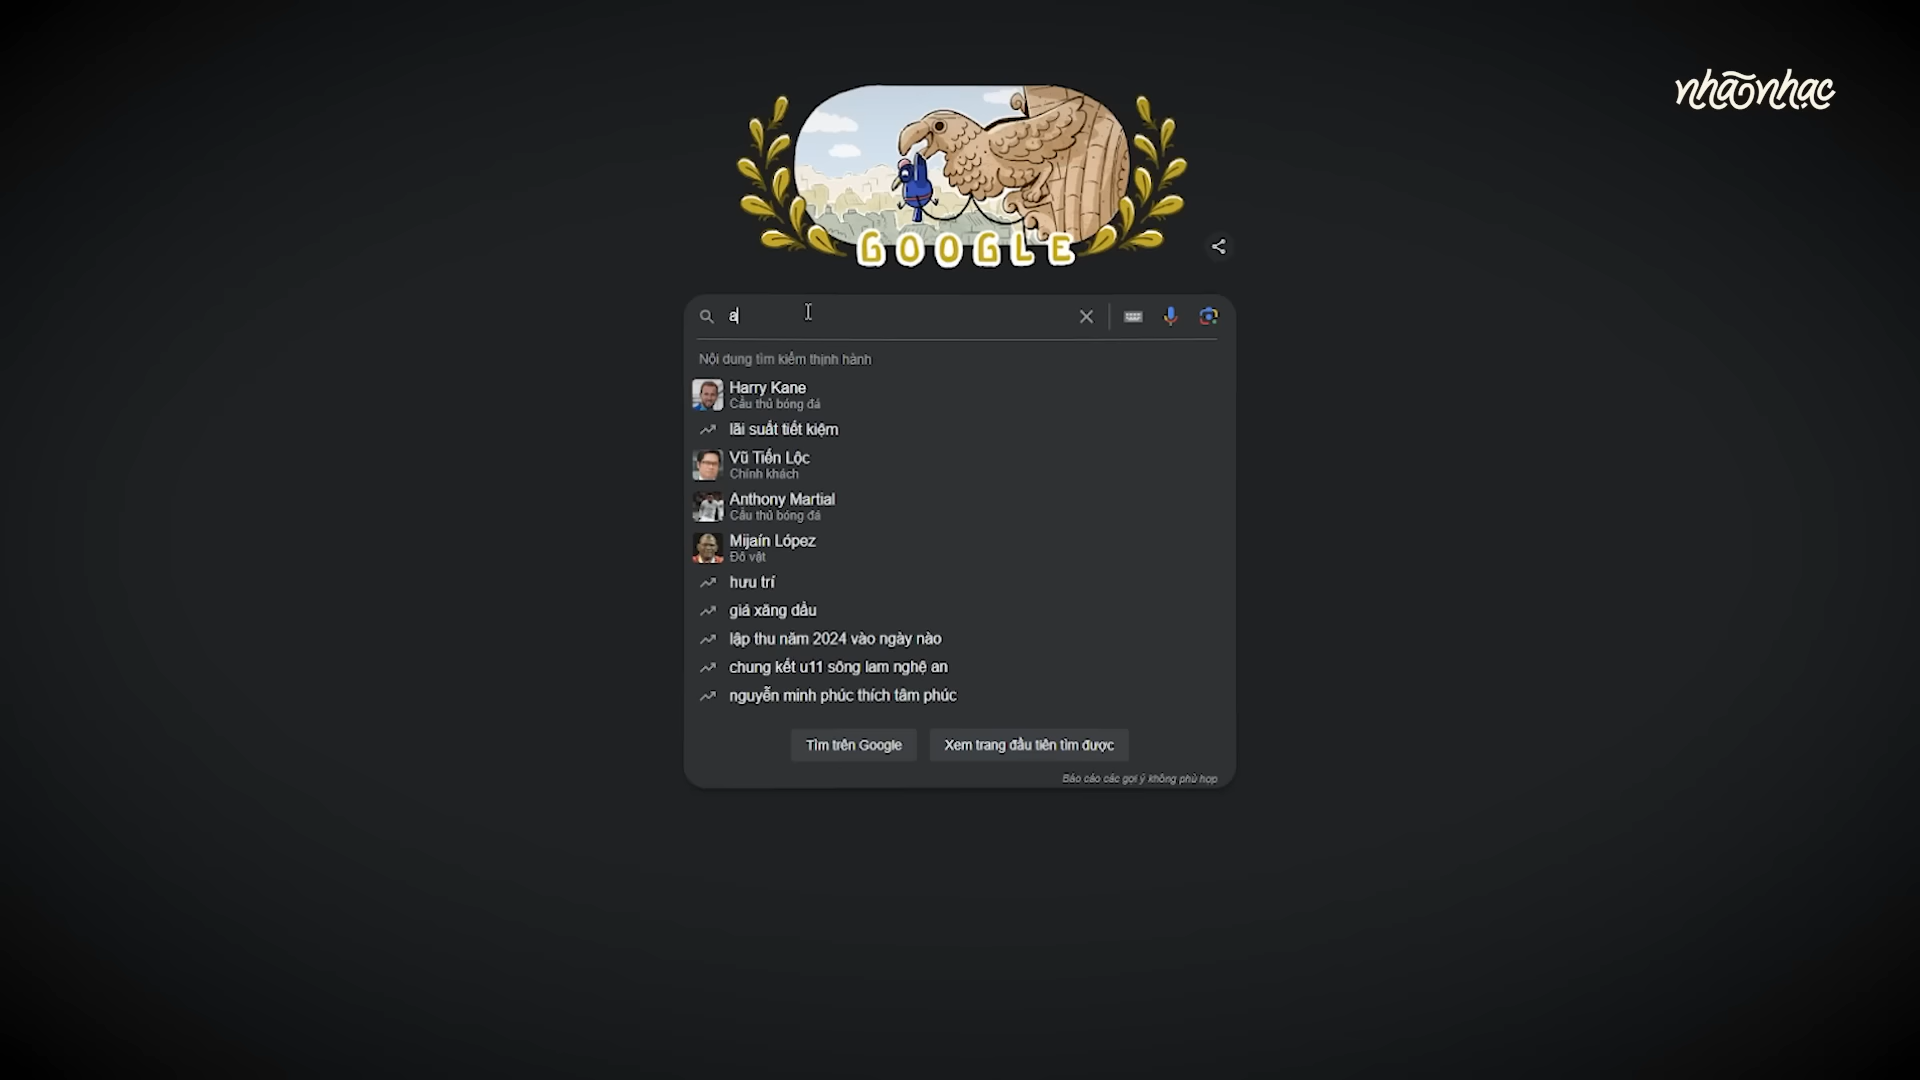 nhãonhạc
GOOGLE
a
Nội dung tìm kiếm thịnh hành
Harry Kane
Cầu thủ bóng đá
lãi suất tiết kiệm
Vũ Tiến Lộc
Chính khách
Anthony Martial
Cầu thủ bóng đá
Mijaín López
Đô vật
hưu trí
giá xăng dầu
lập thu năm 2024 vào ngày nào
chung kết u11 sông lam nghệ an
nguyễn minh phúc thích tâm phúc
Tìm trên Google
Xem trang đầu tiên tìm được
Báo cáo các gợi ý không phù hợp